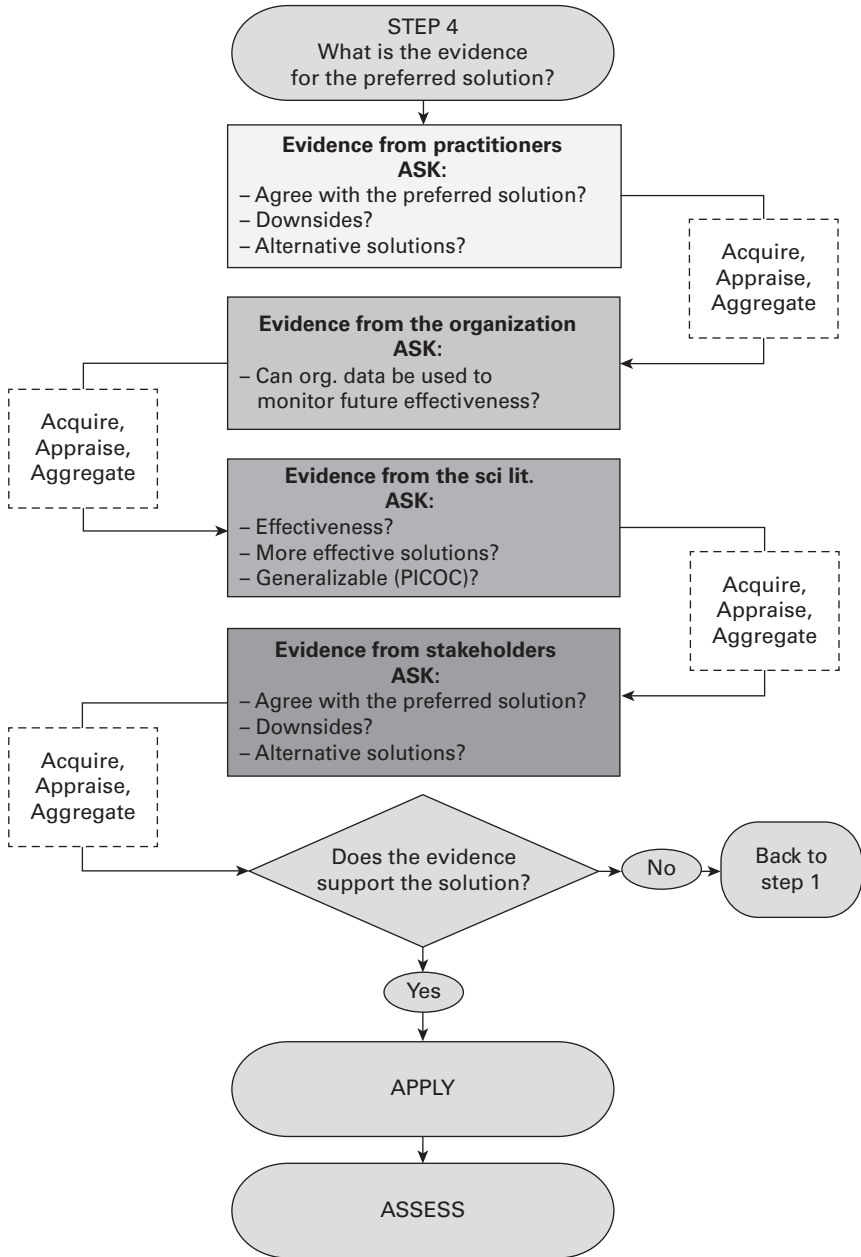 STEP 4
What is the evidence
for the preferred solution?
Evidence from practitioners
ASK:
– Agree with the preferred solution?
– Downsides?
– Alternative solutions?
Acquire,
Appraise,
Aggregate
Evidence from the organization
ASK:
– Can org. data be used to
monitor future effectiveness?
Acquire,
Appraise,
Aggregate
Evidence from the sci lit.
ASK:
– Effectiveness?
– More effective solutions?
– Generalizable (PICOC)?
Acquire,
Appraise,
Aggregate
Evidence from stakeholders
ASK:
– Agree with the preferred solution?
– Downsides?
– Alternative solutions?
Acquire,
Appraise,
Aggregate
Does the evidence
support the solution?
No
Back to
step 1
Yes
APPLY
ASSESS